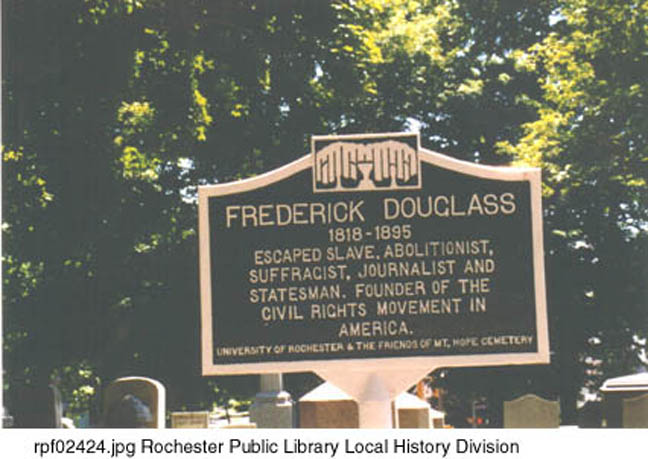 FREDERICK DOUGLASS
1818-1895
ESCAPED SLAVE, ABOLITIONIST,
SUFFRAGIST, JOURNALIST AND
STATESMAN. FOUNDER OF THE
CIVIL RIGHTS MOVEMENT IN
AMERICA.
UNIVERSITY OF ROCHESTER & THE FRIENDS OF MT. HOPE CEMETERY
rpf02424.jpg Rochester Public Library Local History Division